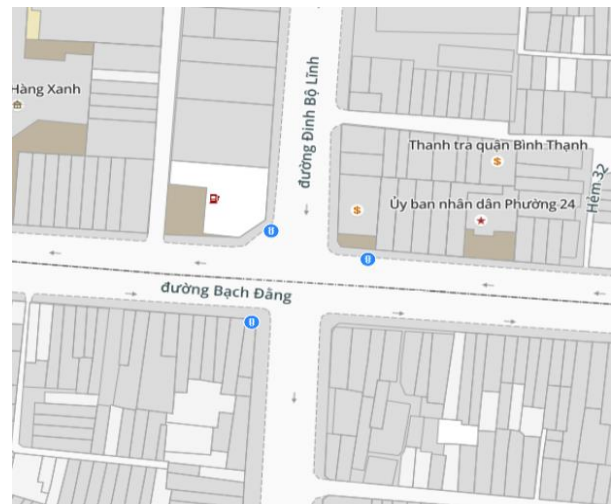 đường Đinh Bộ Lĩnh
Hàng Xanh
Thanh tra quận Bình Thạnh
Hẻm 32
Ủy ban nhân dân Phường 24
đường Bạch Đằng